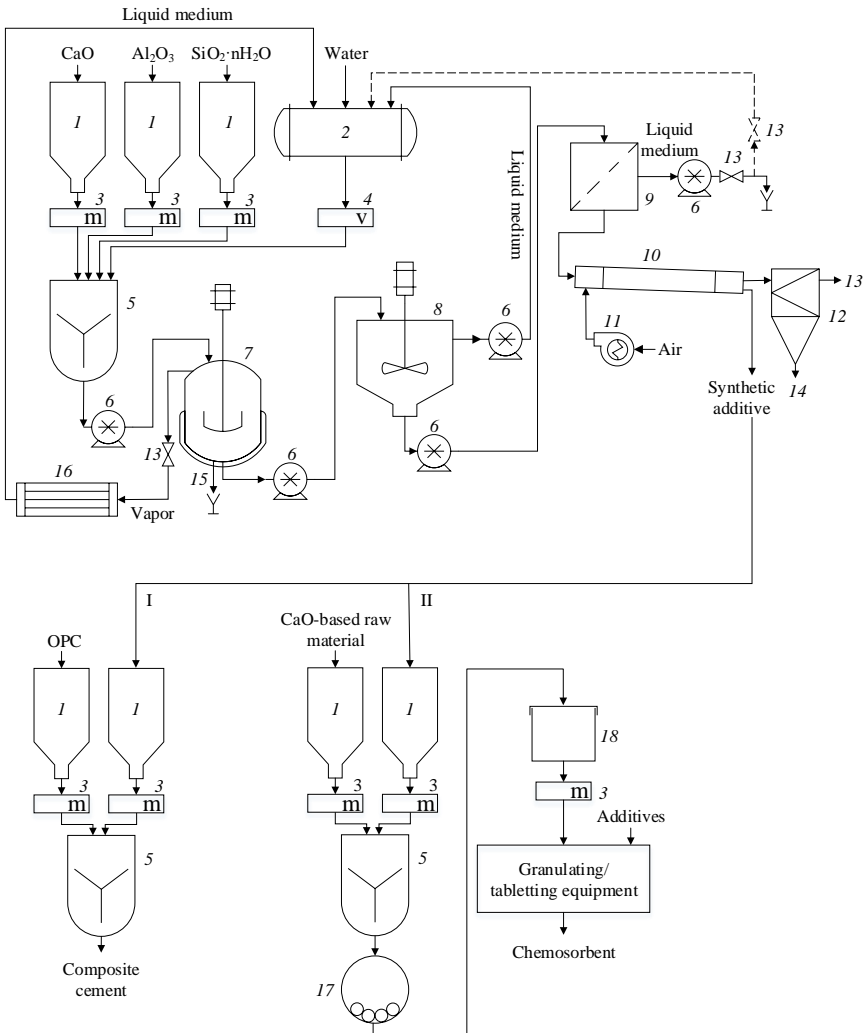 Liquid medium
CaO
Al₂O₃
SiO₂·nH₂O
Water
1
1
1
2
Liquid
medium
13
13
3
3
3
4
m
m
m
v
Liquid medium
9
6
10
13
5
8
6
11
12
Air
7
14
Synthetic
additive
6
6
13
16
15
6
Vapor
I
II
CaO-based raw
material
OPC
1
1
1
1
18
3
3
3
3
m
m
m
m
m
3
Additives
5
5
Granulating/
tabletting equipment
Composite
cement
Chemosorbent
17